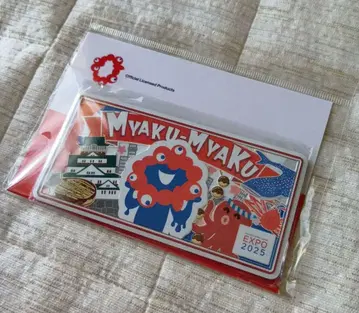 Official Licensed Products
MYAKU-MYAKU
EXPO
2025